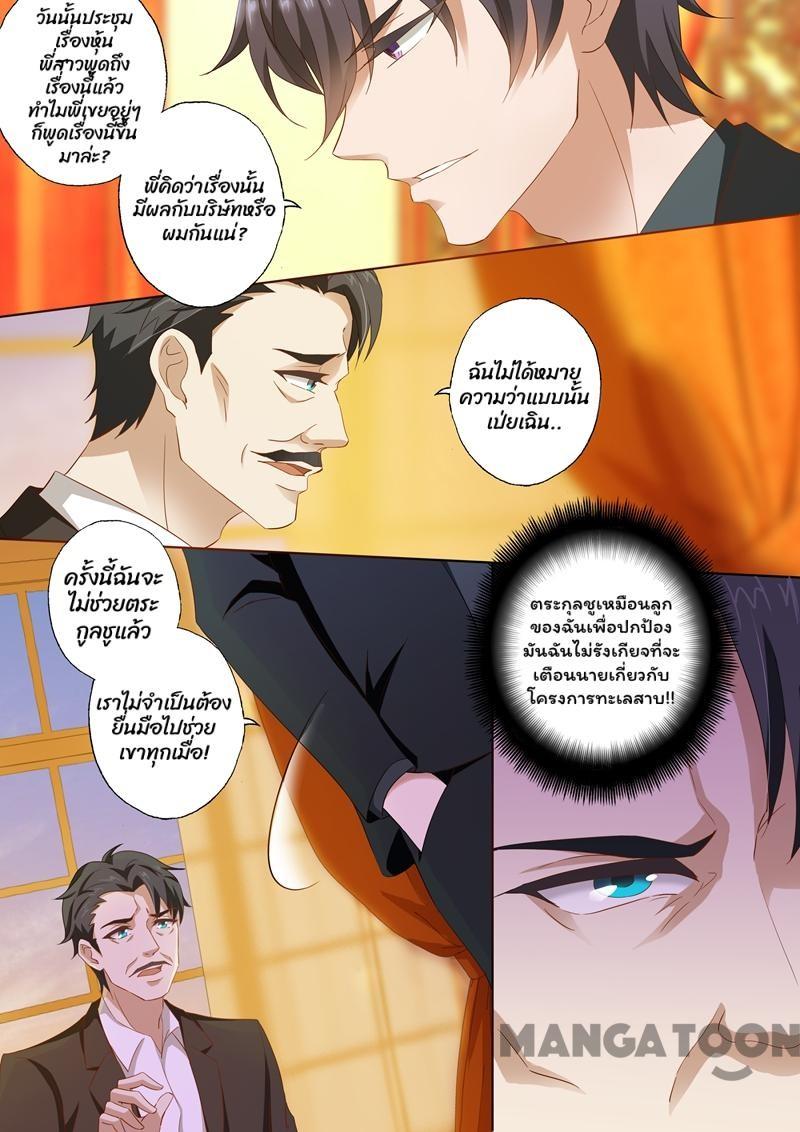 วันนั้นประชุม
เรื่องหุ้น
พี่สาวพูดถึง
เรื่องนี้แล้ว
ทำไมพี่เขยอยู่ๆ
ก็พูดเรื่องนี้ขึ้น
มาล่ะ?
พี่คิดว่าเรื่องนั้น
มีผลกับบริษัทหรือ
ผมกันแน่?
ฉันไม่ได้หมาย
ความว่าแบบนั้น
เป่ยเฉิน..
ครั้งนี้ฉันจะ
ไม่ช่วยตระ
กูลชูแล้ว
เราไม่จำเป็นต้อง
ยื่นมือไปช่วย
เขาทุกเมื่อ!
ตระกุลชูเหมือนลูก
ของฉันเพื่อปกป้อง
มันฉันไม่รังเกียจที่จะ
เตือนนายเกี่ยวกับ
โครงการทะเลสาบ!!
MANGATOON